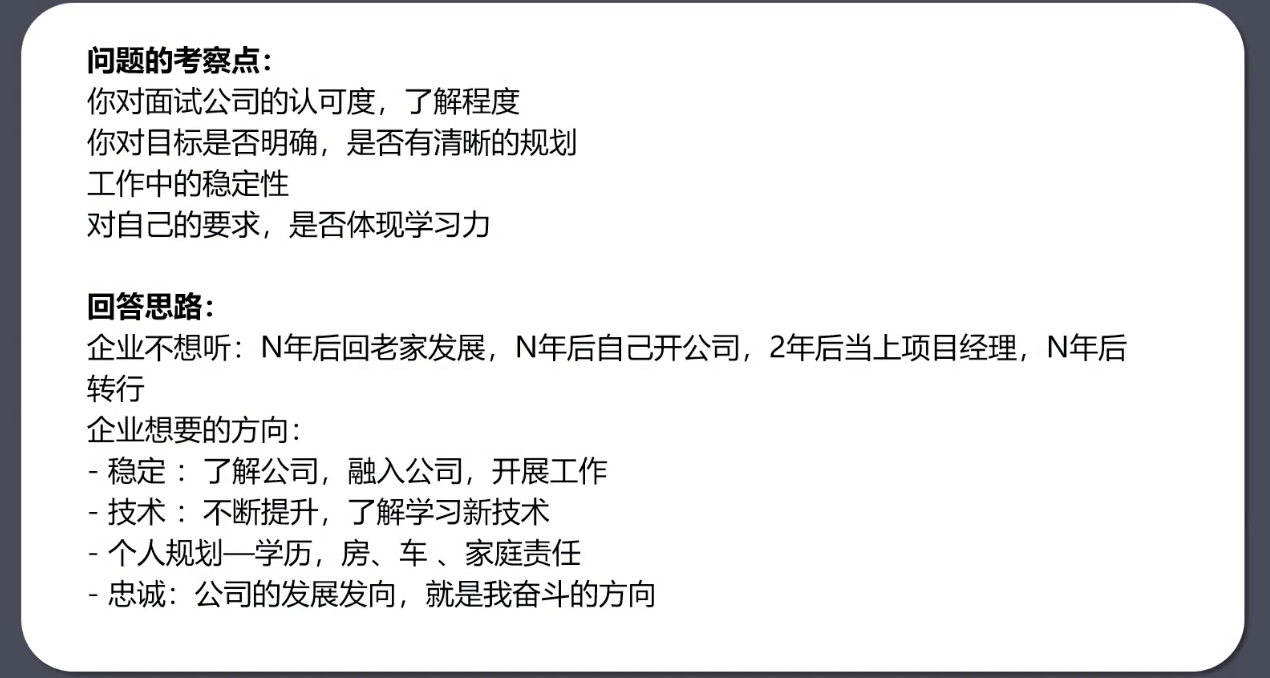 问题的考察点：
你对面试公司的认可度，了解程度
你对目标是否明确，是否有清晰的规划
工作中的稳定性
对自己的要求，是否体现学习力
回答思路：
企业不想听：N年后回老家发展，N年后自己开公司，2年后当上项目经理，N年后
转行
企业想要的方向：
- 稳定 ：了解公司，融入公司，开展工作
- 技术 ：不断提升，了解学习新技术
- 个人规划—学历，房、车 、家庭责任
- 忠诚：公司的发展发向，就是我奋斗的方向